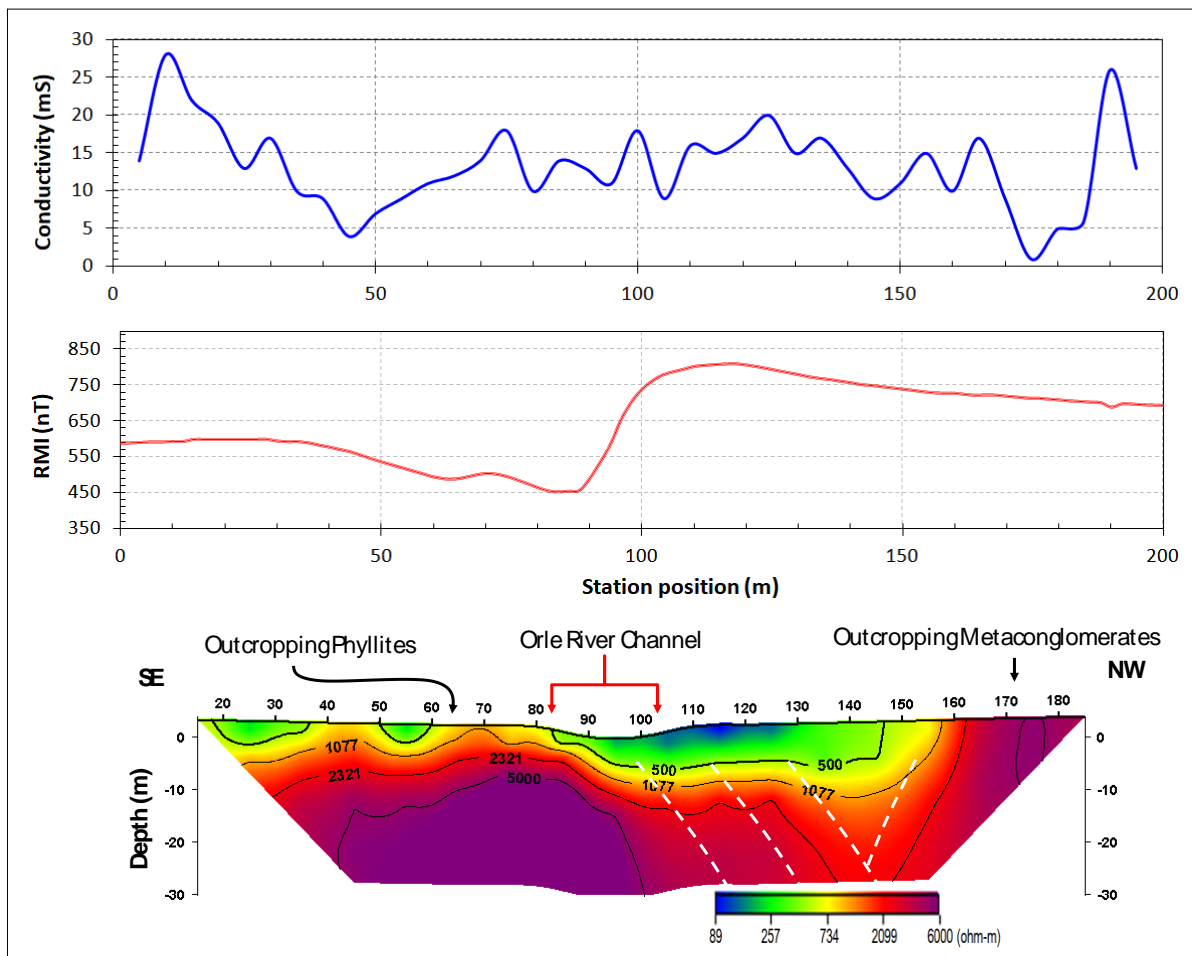 30
25
20
15
10
5
0
Conductivity (mS)
0 50 100 150 200
850
750
650
550
450
350
RMI (nT)
0 50 100 150 200
Station position (m)
Outcropping Phyllites
Orle River Channel
Outcropping Metaconglomerates
SE
NW
20 30 40 50 60 70 80 90 100 110 120 130 140 150 160 170 180
0
-10
-20
-30
Depth (m)
1077
2321
2321
5000
500
1077
500
1077
0
-10
-20
-30
89 257 734 2099 6000 (ohm-m)